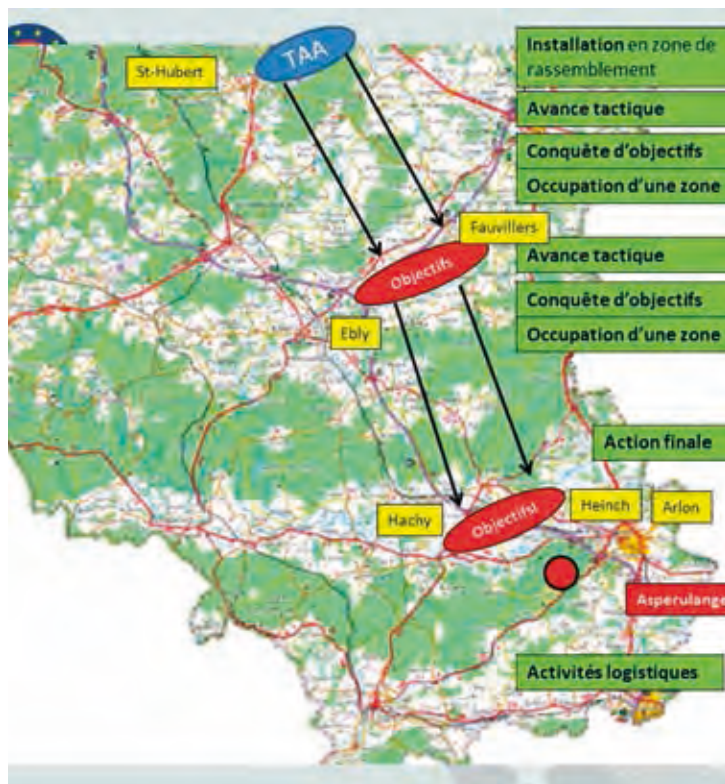 Installation en zone de
rassemblement
St-Hubert
TAA
Avance tactique
Conquête d'objectifs
Occupation d'une zone
Fauvillers
Avance tactique
Objectifs
Conquête d'objectifs
Ebly
Occupation d'une zone
Action finale
Hachy
Objectifst
Heinch
Arlon
Asperulange
Activités logistiques